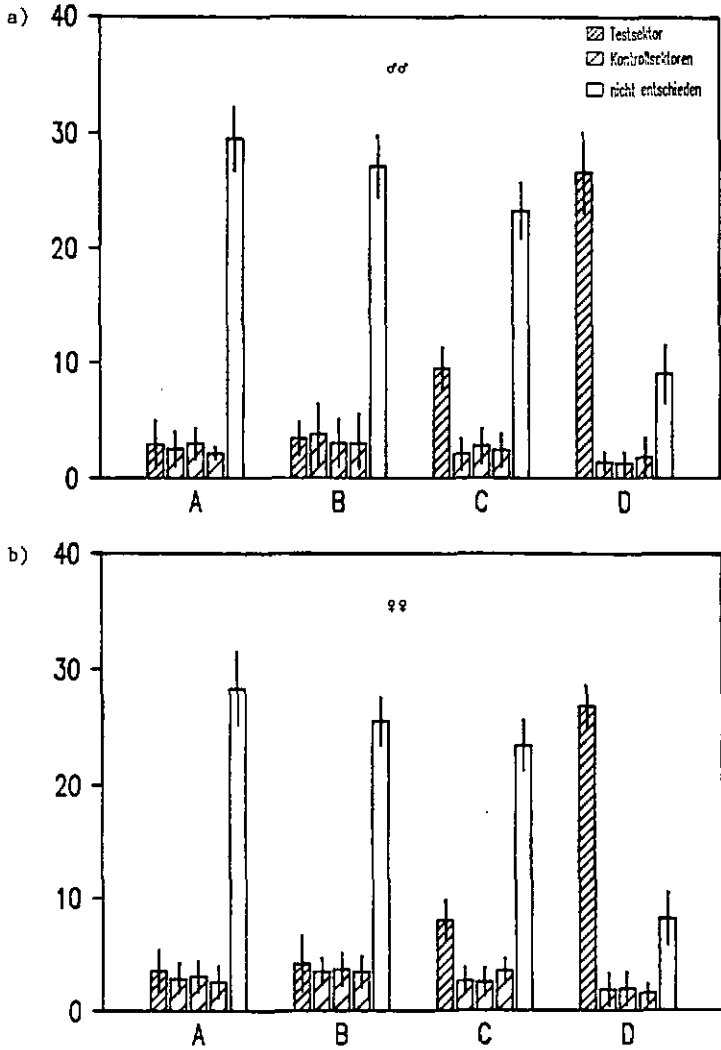 a)
40
30
20
10
0
♂♂
Testsektor
Kontrollsektoren
nicht entschieden
A B C D
b)
40
30
20
10
0
♀♀
A B C D